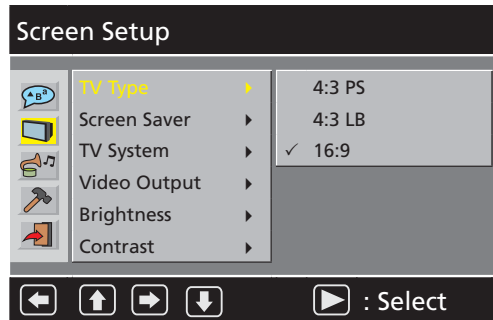 Screen Setup
TV Type
Screen Saver
TV System
Video Output
Brightness
Contrast
4:3 PS
4:3 LB
✓ 16:9
: Select